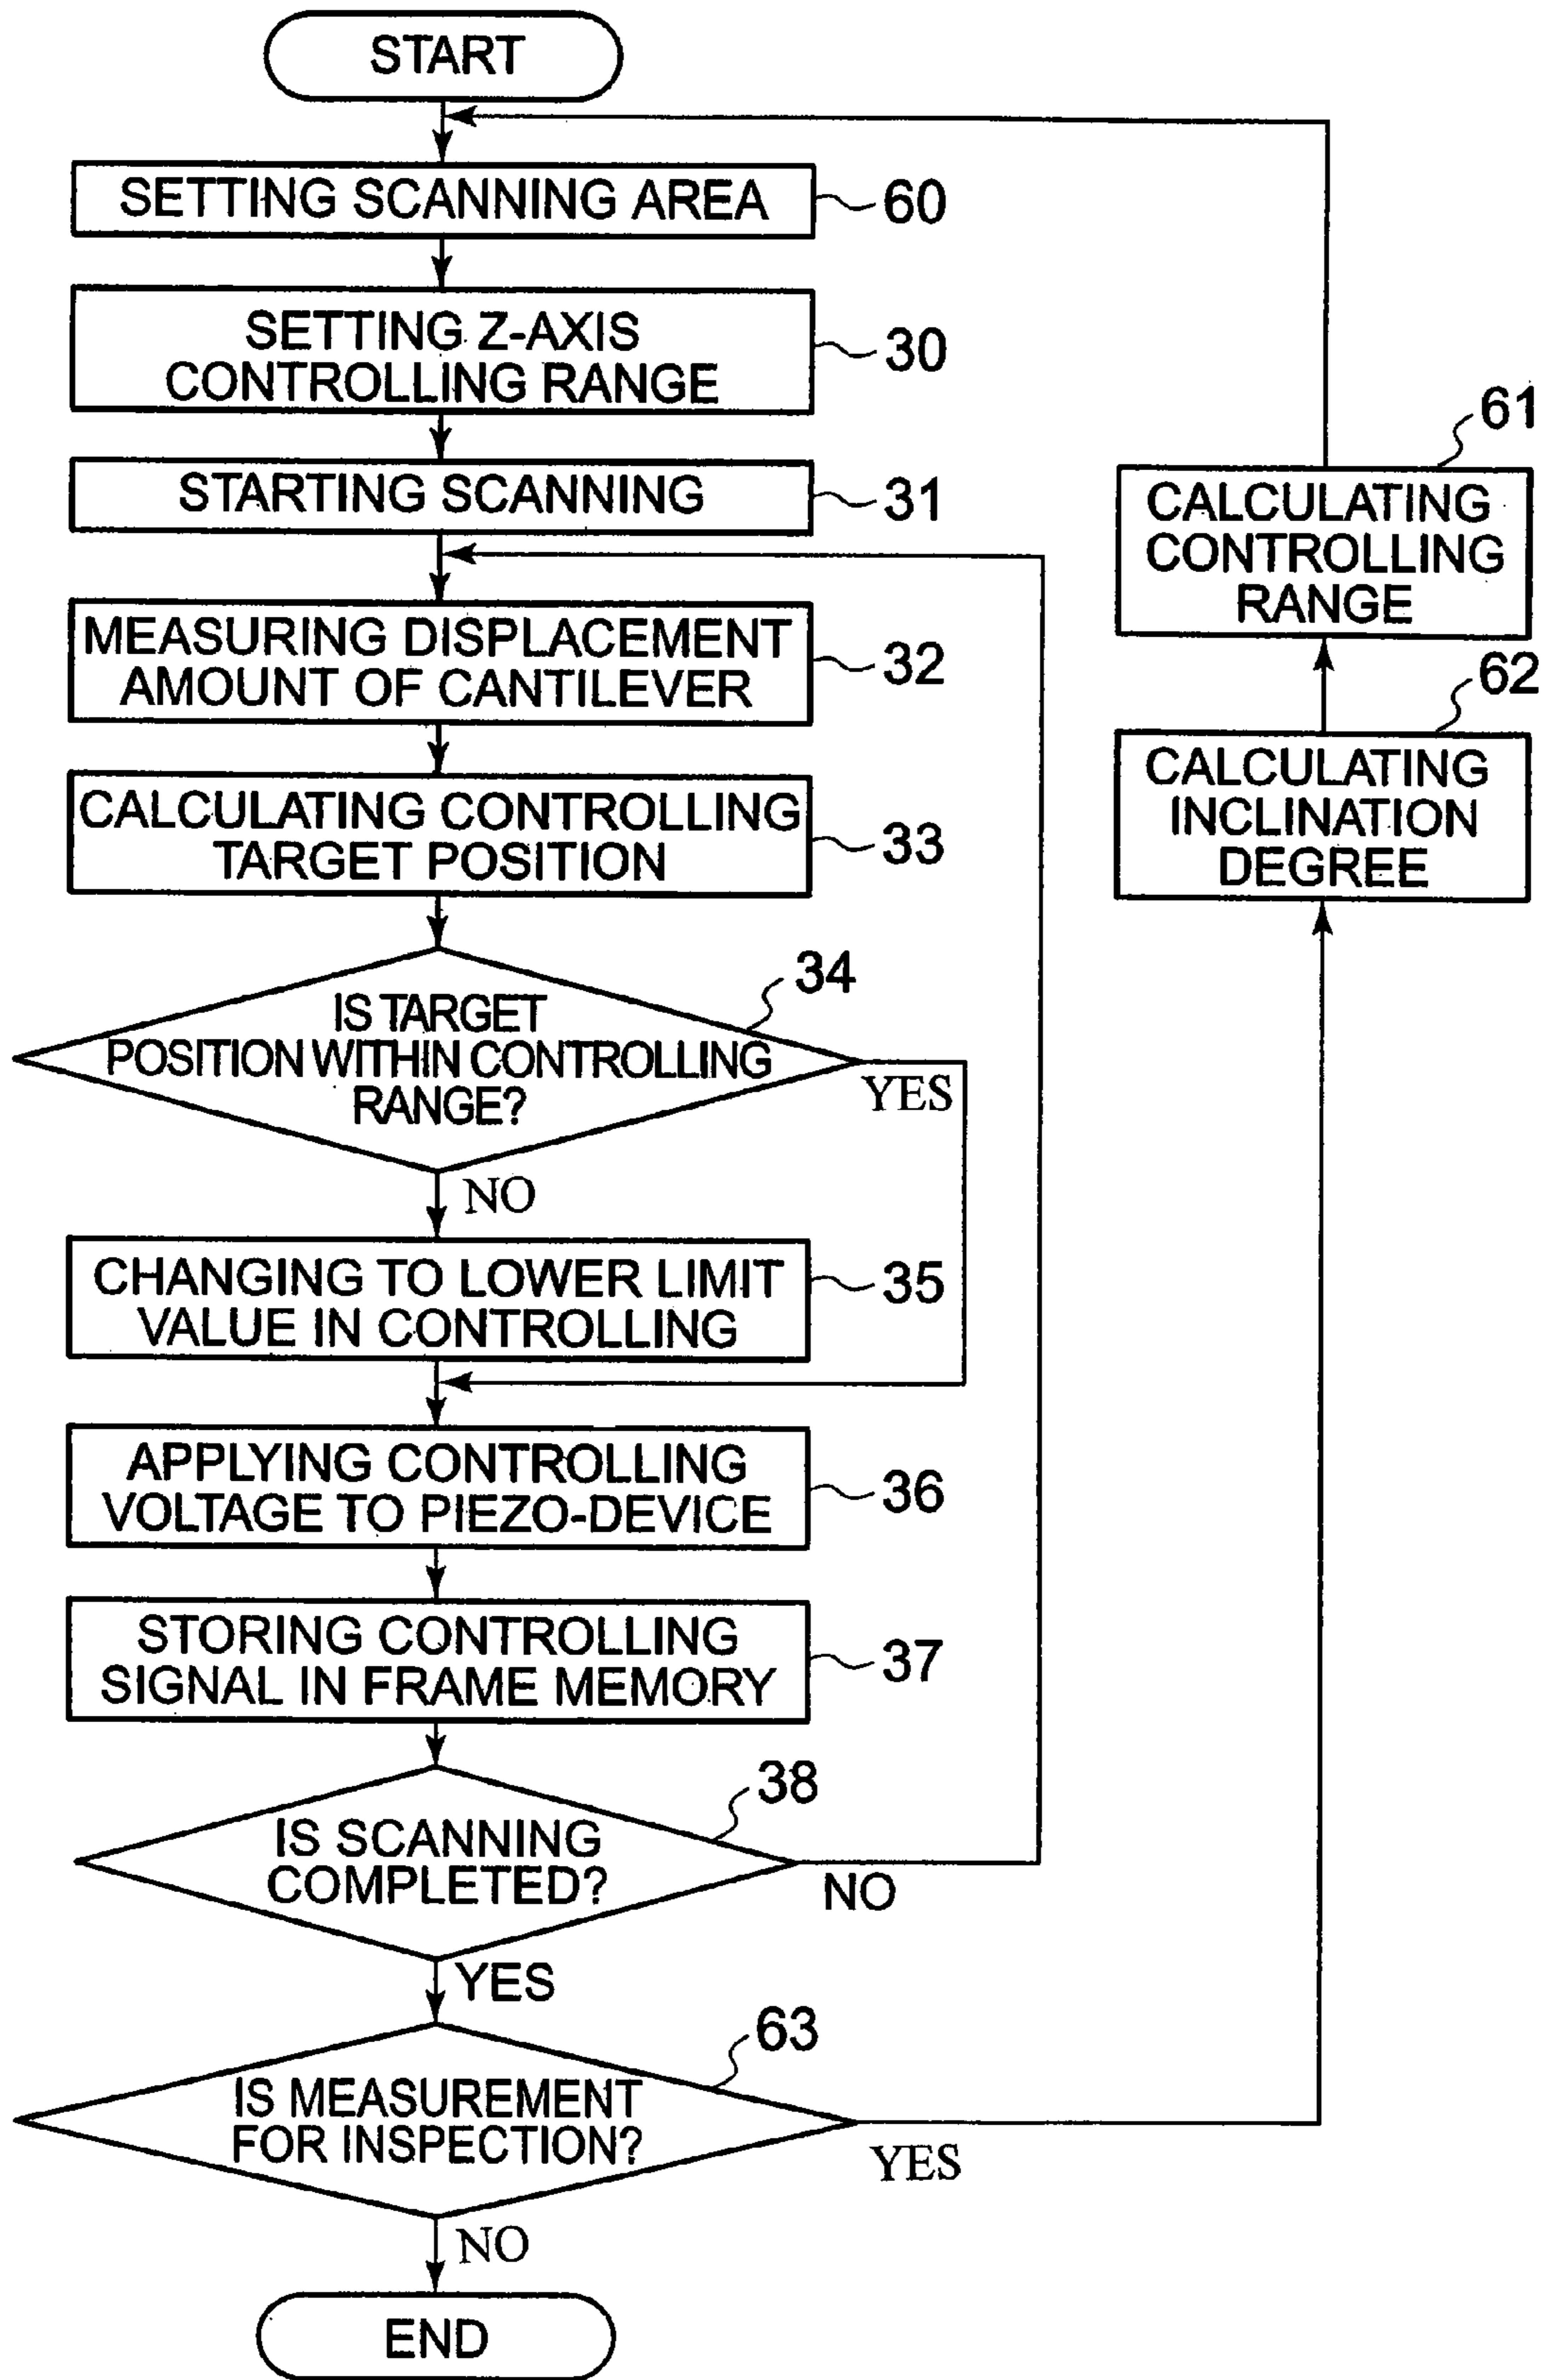 START
SETTING SCANNING AREA
60
SETTING Z-AXIS
CONTROLLING RANGE
30
STARTING SCANNING
31
MEASURING DISPLACEMENT
AMOUNT OF CANTILEVER
32
CALCULATING CONTROLLING
TARGET POSITION
33
34
IS TARGET
POSITION WITHIN CONTROLLING
RANGE?
YES
NO
CHANGING TO LOWER LIMIT
VALUE IN CONTROLLING
35
APPLYING CONTROLLING
VOLTAGE TO PIEZO-DEVICE
36
STORING CONTROLLING
SIGNAL IN FRAME MEMORY
37
38
IS SCANNING
COMPLETED?
NO
YES
63
IS MEASUREMENT
FOR INSPECTION?
YES
NO
END
61
CALCULATING
CONTROLLING
RANGE
62
CALCULATING
INCLINATION
DEGREE